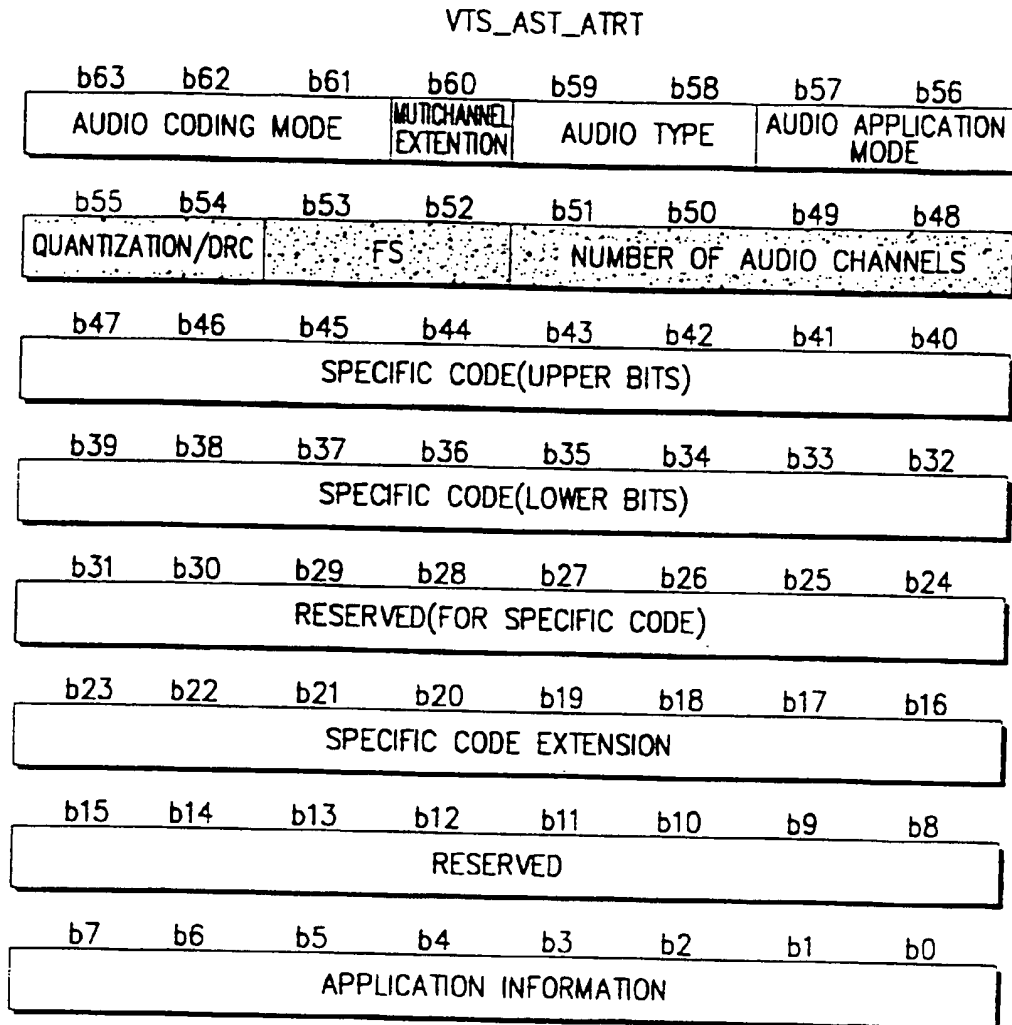 VTS_AST_ATRT
b63 b62 b61 b60 b59 b58 b57 b56
AUDIO CODING MODE MUTICHANNEL EXTENTION AUDIO TYPE AUDIO APPLICATION MODE
b55 b54 b53 b52 b51 b50 b49 b48
QUANTIZATION/DRC FS NUMBER OF AUDIO CHANNELS
b47 b46 b45 b44 b43 b42 b41 b40
SPECIFIC CODE(UPPER BITS)
b39 b38 b37 b36 b35 b34 b33 b32
SPECIFIC CODE(LOWER BITS)
b31 b30 b29 b28 b27 b26 b25 b24
RESERVED(FOR SPECIFIC CODE)
b23 b22 b21 b20 b19 b18 b17 b16
SPECIFIC CODE EXTENSION
b15 b14 b13 b12 b11 b10 b9 b8
RESERVED
b7 b6 b5 b4 b3 b2 b1 b0
APPLICATION INFORMATION